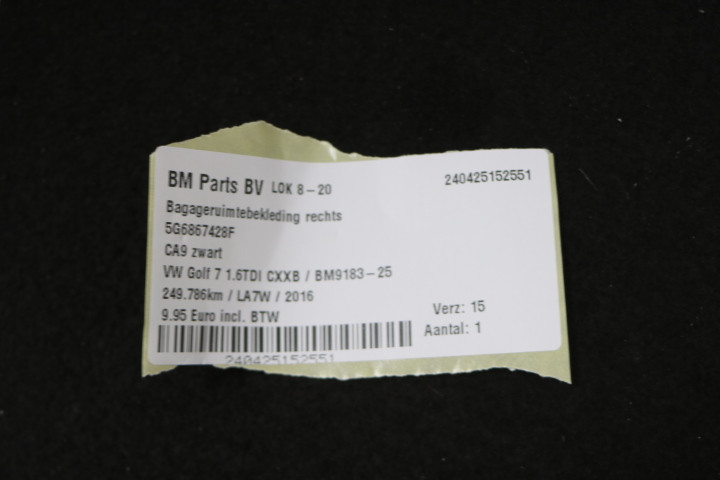 BM Parts BV LOK 8-20 240425152551
Bagageruimtebekleding rechts
5G6867428F
CA9 zwart
VW Golf 7 1.6TDI CXXB / BM9183-25
249.786km / LA7W / 2016
9.95 Euro incl. BTW
Verz: 15
Aantal: 1
240425152551